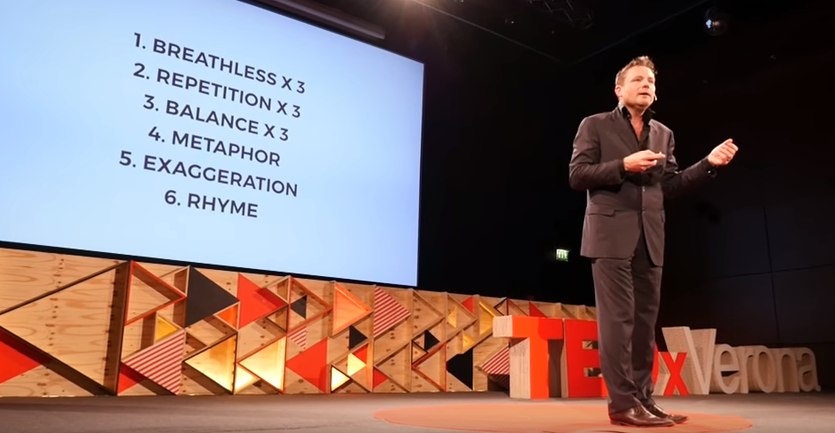 1. BREATHLESS X 3
2. REPETITION X 3
3. BALANCE X 3
4. METAPHOR
5. EXAGGERATION
6. RHYME
TEDxVerona